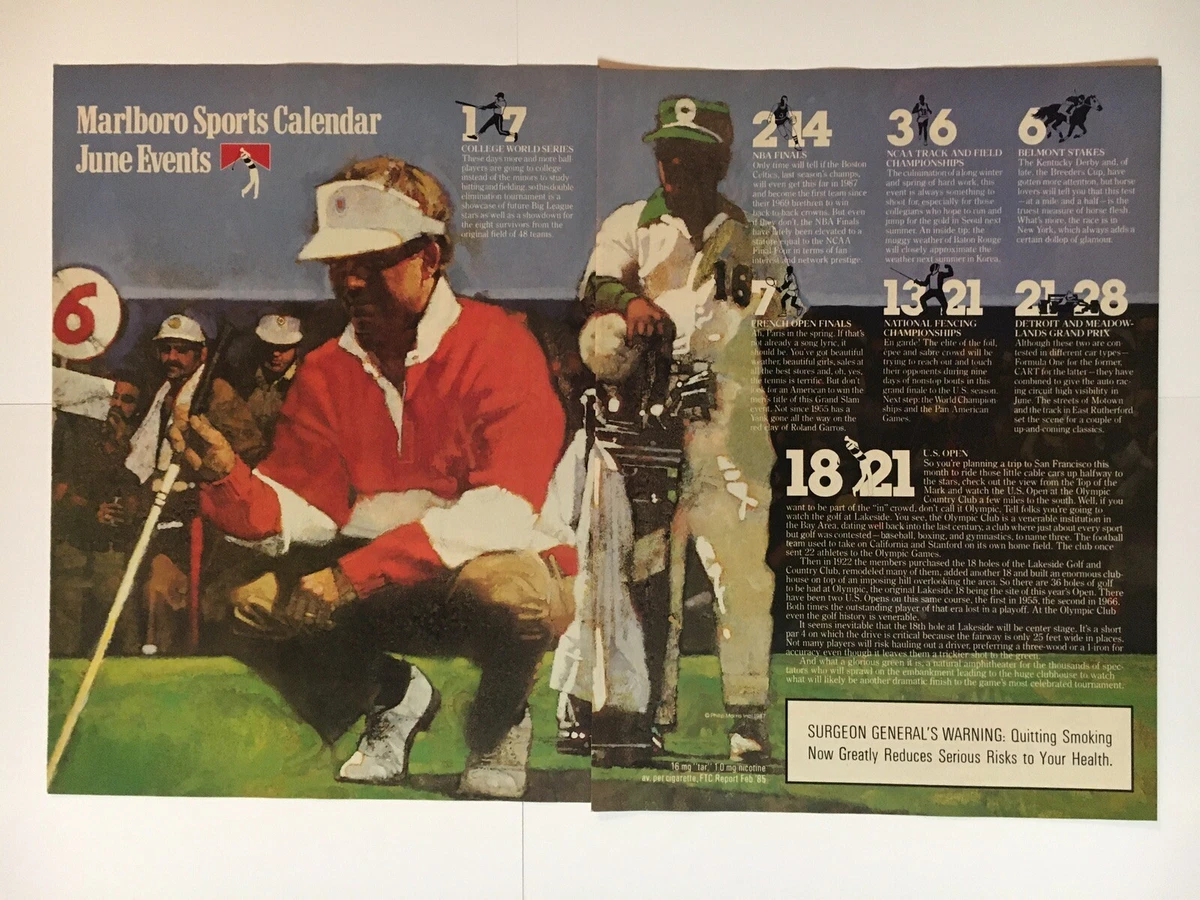 Marlboro Sports Calendar
June Events
6
1 7
COLLEGE WORLD SERIES
These days more and more ball
players are going to college
instead of the minors to study
hitting and fielding, so this double
elimination tournament is a
showcase of future Big League
stars as well as a showdown for
the eight survivors from the
original field of 48 teams.
16
2 14
NBA FINALS
Only time will tell if the Boston
Celtics, last season's champs,
will even get this far in 1987
and become the first team since
their 1969 brethren to win
back to back crowns. But even
if they don't, the NBA Finals
have lately been elevated to a
stature equal to the NCAA
Final Four in terms of fan
interest and network prestige.
3 6
NCAA TRACK AND FIELD
CHAMPIONSHIPS
The culmination of a long winter
and spring of hard work, this
event is always something to
shoot for, especially for those
collegians who hope to run and
jump for the gold in Seoul next
summer. An inside tip: the
muggy weather of Baton Rouge
will closely approximate the
weather next summer in Korea.
6
BELMONT STAKES
The Kentucky Derby and, of
late, the Breeders Cup, have
gotten more attention, but horse
lovers will tell you that this test
—at a mile and a half—is the
truest measure of horse flesh.
What's more, the race is in
New York, which always adds a
certain dollop of glamour.
7
FRENCH OPEN FINALS
Ah, Paris in the spring. If that's
not already a song lyric, it
should be. You've got beautiful
weather, beautiful girls, sales at
all the best stores and, oh, yes,
the tennis is terrific. But don't
look for an American to win the
men's title of this Grand Slam
event. Not since 1955 has a
Yank gone all the way on the
red clay of Roland Garros.
13 21
NATIONAL FENCING
CHAMPIONSHIPS
En garde! The elite of the foil,
épee and sabre crowd will be
trying to reach out and touch
their opponents during nine
days of nonstop bouts in this
grand finale to the U.S. season.
Next step: the World Champion
ships and the Pan American
Games.
21 28
DETROIT AND MEADOW-
LANDS GRAND PRIX
Although these two are con-
tested in different car types—
Formula One for the former,
CART for the latter—they have
combined to give the auto rac-
ing circuit high visibility in
June. The streets of Motown
and the track in East Rutherford
set the scene for a couple of
up-and-coming classics.
18 21
U.S. OPEN
So you're planning a trip to San Francisco this
month to ride those little cable cars up halfway to
the stars, check out the view from the Top of the
Mark and watch the U.S. Open at the Olympic
Country Club a few miles to the south. Well, if you
want to be part of the "in" crowd, don't call it Olympic. Tell folks you're going to
watch the golf at Lakeside. You see, the Olympic Club is a venerable institution in
the Bay Area, dating well back into the last century, a club where just about every sport
but golf was contested—baseball, boxing, and gymnastics, to name three. The football
team used to take on California and Stanford on its own home field. The club once
sent 22 athletes to the Olympic Games.
Then in 1922 the members purchased the 18 holes of the Lakeside Golf and
Country Club, remodeled many of them, added another 18 and built an enormous club-
house on top of an imposing hill overlooking the area. So there are 36 holes of golf
to be had at Olympic, the original Lakeside 18 being the site of this year's Open. There
have been two U.S. Opens on this same course, the first in 1955, the second in 1966.
Both times the outstanding player of that era lost in a playoff. At the Olympic Club
even the golf history is venerable.
It seems inevitable that the 18th hole at Lakeside will be center stage. It's a short
par 4 on which the drive is critical because the fairway is only 25 feet wide in places.
Not many players will risk hauling out a driver, preferring a three-wood or a 1-iron for
accuracy even though it leaves them a trickier shot to the green.
And what a glorious green it is, a natural amphitheater for the thousands of spec-
tators who will sprawl on the embankment leading to the huge clubhouse to watch
what will likely be another dramatic finish to the game's most celebrated tournament.
© Philip Morris Inc. 1987
16 mg "tar," 1.0 mg nicotine
av. per cigarette, FTC Report Feb.'85
SURGEON GENERAL'S WARNING: Quitting Smoking
Now Greatly Reduces Serious Risks to Your Health.